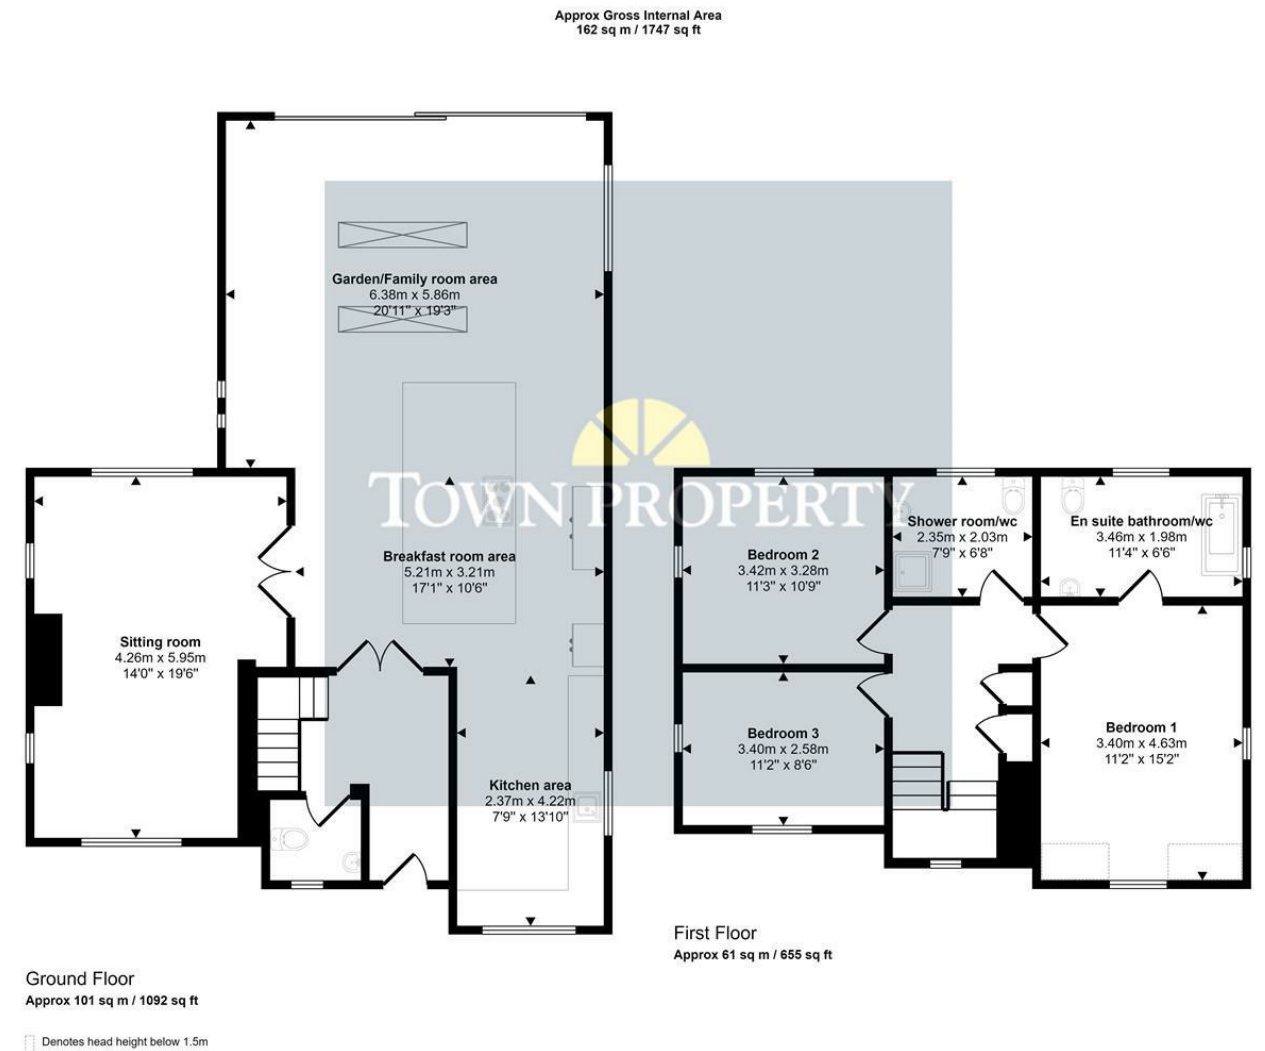 Approx Gross Internal Area
162 sq m / 1747 sq ft
Garden/Family room area
6.38m x 5.86m
20'11" x 19'3"
TOWN PROPERTY
Breakfast room area
5.21m x 3.21m
17'1" x 10'6"
Sitting room
4.26m x 5.95m
14'0" x 19'6"
Kitchen area
2.37m x 4.22m
7'9" x 13'10"
Shower room/wc
2.35m x 2.03m
7'9" x 6'8"
En suite bathroom/wc
3.46m x 1.98m
11'4" x 6'6"
Bedroom 2
3.42m x 3.28m
11'3" x 10'9"
Bedroom 3
3.40m x 2.58m
11'2" x 8'6"
Bedroom 1
3.40m x 4.63m
11'2" x 15'2"
First Floor
Approx 61 sq m / 655 sq ft
Ground Floor
Approx 101 sq m / 1092 sq ft
Denotes head height below 1.5m